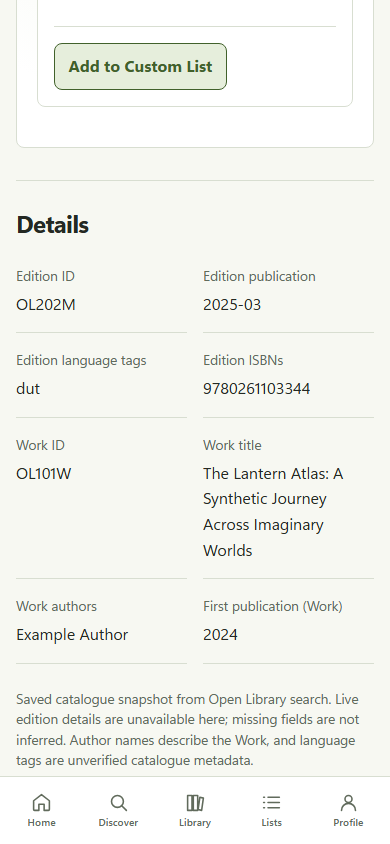 Add to Custom List
Details
Edition ID
OL202M
Edition publication
2025-03
Edition language tags
dut
Edition ISBNs
9780261103344
Work ID
OL101W
Work title
The Lantern Atlas: A
Synthetic Journey
Across Imaginary
Worlds
Work authors
Example Author
First publication (Work)
2024
Saved catalogue snapshot from Open Library search. Live
edition details are unavailable here; missing fields are not
inferred. Author names describe the Work, and language
tags are unverified catalogue metadata.
Home
Discover
Library
Lists
Profile